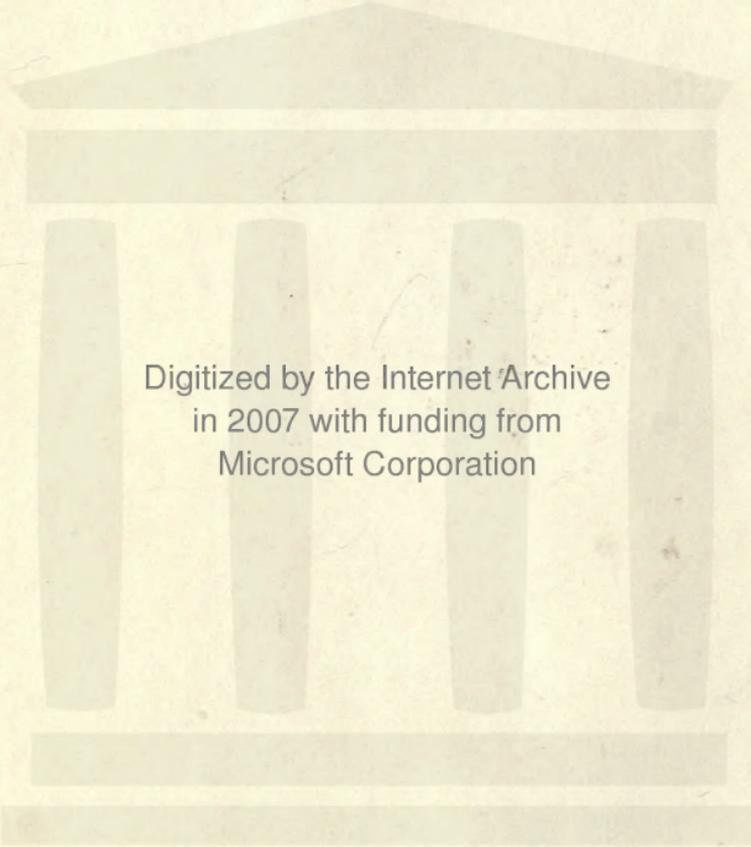 Digitized by the Internet Archive
in 2007 with funding from
Microsoft Corporation